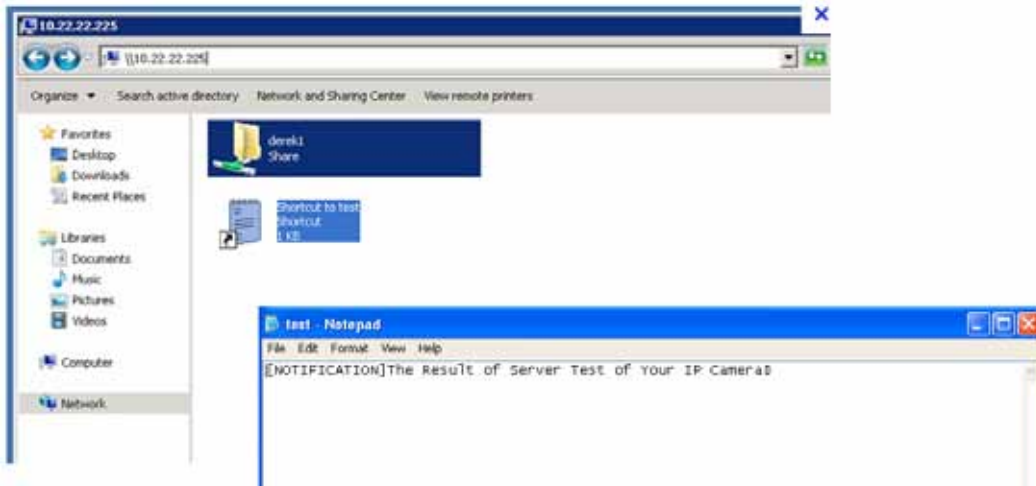 10.22.22.225
\\10.22.22.225
Organize Search active directory Network and Sharing Center View remote printers
Favorites
Desktop
Downloads
Recent Places
Libraries
Documents
Music
Pictures
Videos
Computer
Network
derek1
Share
Shortcut to test
Shortcut
1 KB
test - Notepad
File Edit Format View Help
[NOTIFICATION]The Result of Server Test of Your IP Camera